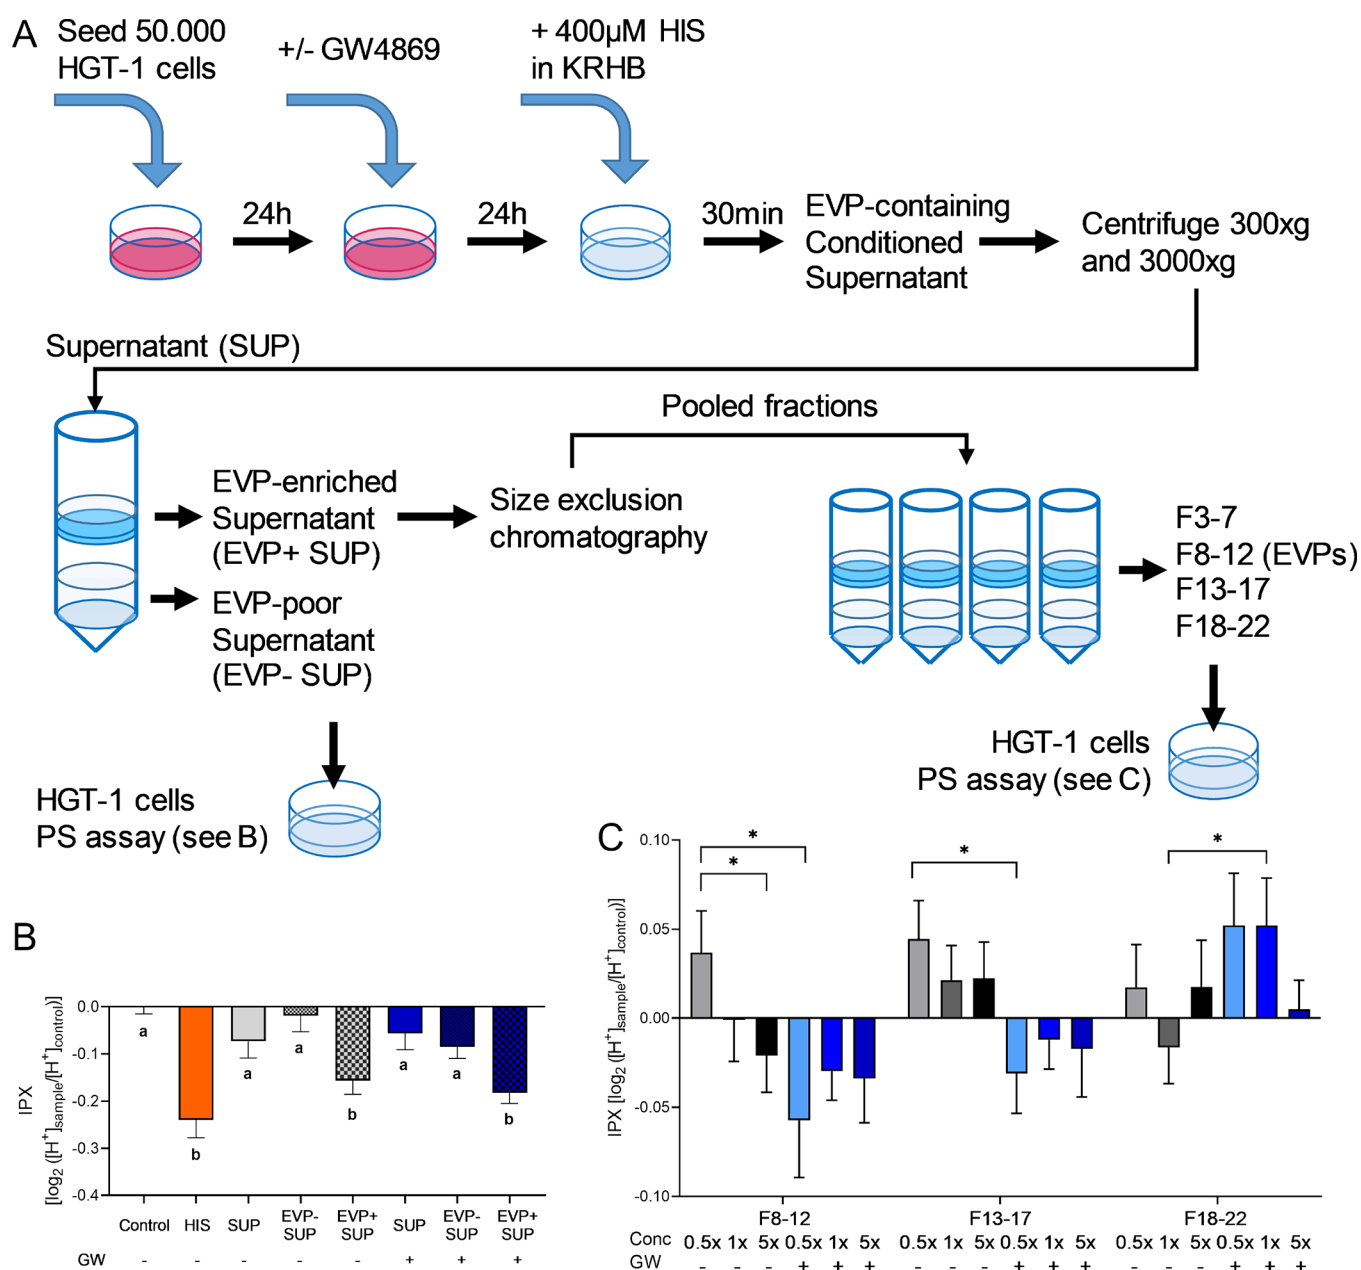 A
Seed 50.000
HGT-1 cells
+/- GW4869
+ 400µM HIS
in KRHB
24h
24h
30min
EVP-containing
Conditioned
Supernatant
Centrifuge 300xg
and 3000xg
Supernatant (SUP)
EVP-enriched
Supernatant
(EVP+ SUP)
EVP-poor
Supernatant
(EVP- SUP)
Size exclusion
chromatography
Pooled fractions
F3-7
F8-12 (EVPs)
F13-17
F18-22
HGT-1 cells
PS assay (see B)
HGT-1 cells
PS assay (see C)
B
IPX
[log2 ([H+]sample/[H+]control)]
0.0
-0.1
-0.2
-0.3
-0.4
a
b
a
a
b
a
a
b
Control HIS SUP EVP- SUP EVP+ SUP SUP EVP- SUP EVP+ SUP
GW - - - - - + + +
C
IPX [log2 ([H+]sample/[H+]control)]
0.10
0.05
0.00
-0.05
-0.10
*
*
*
*
F8-12 F13-17 F18-22
Conc 0.5x 1x 5x 0.5x 1x 5x 0.5x 1x 5x 0.5x 1x 5x 0.5x 1x 5x 0.5x 1x 5x
GW - - - + + + - - - + + + - - - + + +